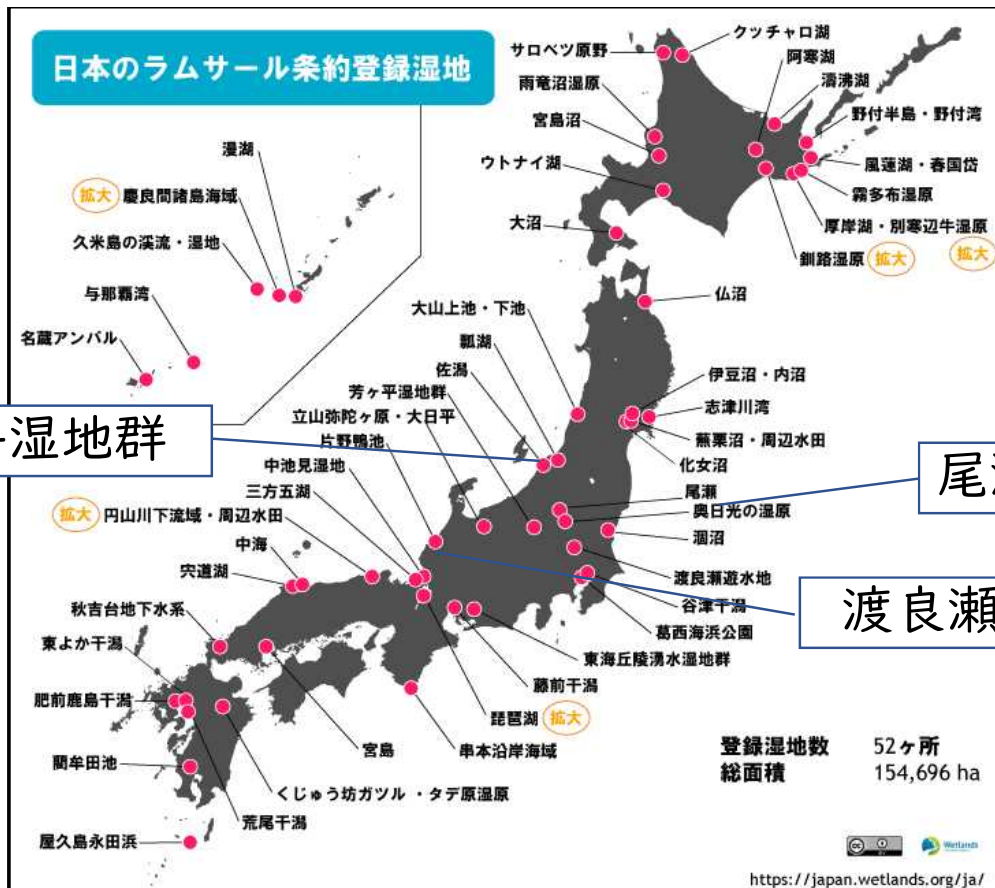 日本のラムサール条約登録湿地
サロベツ原野
クッチャロ湖
阿寒湖
濤沸湖
雨竜沼湿原
宮島沼
野付半島・野付湾
風蓮湖・春国岱
ウトナイ湖
霧多布湿原
厚岸湖・別寒辺牛湿原
拡大
釧路湿原
拡大
大沼
漫湖
拡大
慶良間諸島海域
久米島の渓流・湿地
与那覇湾
名蔵アンパル
仏沼
大山上池・下池
瓢湖
佐潟
芳ヶ平湿地群
立山弥陀ヶ原・大日平
片野鴨池
中池見湿地
三方五湖
拡大
円山川下流域・周辺水田
中海
宍道湖
秋吉台地下水系
東よか干潟
肥前鹿島干潟
藺牟田池
屋久島永田浜
伊豆沼・内沼
志津川湾
蕪栗沼・周辺水田
化女沼
尾瀬
奥日光の湿原
涸沼
渡良瀬遊水地
谷津干潟
葛西海浜公園
東海丘陵湧水湿地群
藤前干潟
琵琶湖
拡大
串本沿岸海域
宮島
くじゅう坊ガツル ・タデ原湿原
荒尾干潟
湿地群
尾
渡良瀬
登録湿地数 52ヶ所
総面積 154,696 ha
cc
Wetlands
https://japan.wetlands.org/ja/